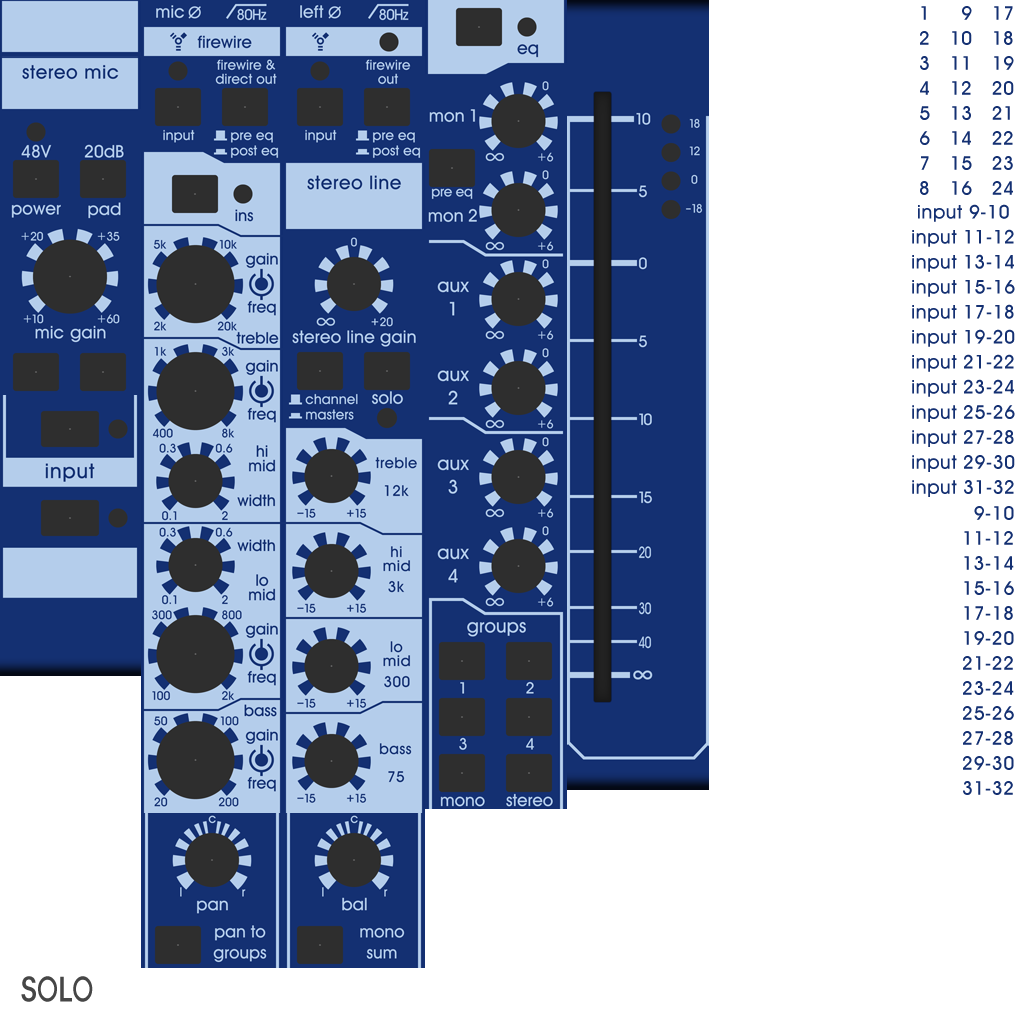 stereo mic
48V 20dB
power pad
+20 +35
+10 +60
mic gain
input
mic Ø /80Hz
firewire
firewire &
direct out
input
pre eq
post eq
ins
5k 10k
gain
freq
2k 20k
treble
1k 3k
gain
freq
400 8k
0.3 0.6
hi
mid
width
0.1 2
0.3 0.6
width
lo
mid
0.1 2
300 800
gain
freq
100 2k
bass
50 100
gain
freq
20 200
C
l r
pan
pan to
groups
left Ø /80Hz
firewire
out
input
pre eq
post eq
stereo line
0
∞ +20
stereo line gain
channel
masters
solo
treble
12k
-15 +15
hi
mid
3k
-15 +15
lo
mid
300
-15 +15
bass
75
-15 +15
C
l r
bal
mono
sum
eq
mon 1
0
∞ +6
pre eq
mon 2
0
∞ +6
aux
1
0
∞ +6
aux
2
0
∞ +6
aux
3
0
∞ +6
aux
4
0
∞ +6
groups
1 2
3 4
mono stereo
10
5
0
5
10
15
20
30
40
∞
18
12
0
-18
1 9 17
2 10 18
3 11 19
4 12 20
5 13 21
6 14 22
7 15 23
8 16 24
input 9-10
input 11-12
input 13-14
input 15-16
input 17-18
input 19-20
input 21-22
input 23-24
input 25-26
input 27-28
input 29-30
input 31-32
9-10
11-12
13-14
15-16
17-18
19-20
21-22
23-24
25-26
27-28
29-30
31-32
SOLO